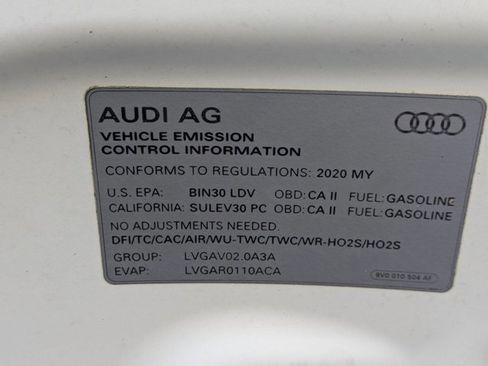 AUDI AG
VEHICLE EMISSION
CONTROL INFORMATION
CONFORMS TO REGULATIONS: 2020 MY
U.S. EPA: BIN30 LDV OBD: CA II FUEL: GASOLINE
CALIFORNIA: SULEV30 PC OBD: CA II FUEL: GASOLINE
NO ADJUSTMENTS NEEDED.
DFI/TC/CAC/AIR/WU-TWC/TWC/WR-HO2S/HO2S
GROUP: LVGAV02.0A3A
EVAP: LVGAR0110ACA
8V0 010 504 AF